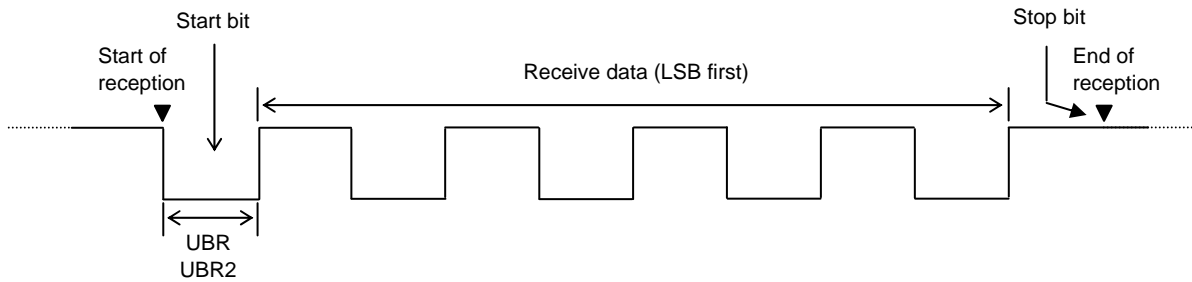 Start bit
Stop bit
Start of
reception
Receive data (LSB first)
End of
reception
UBR
UBR2